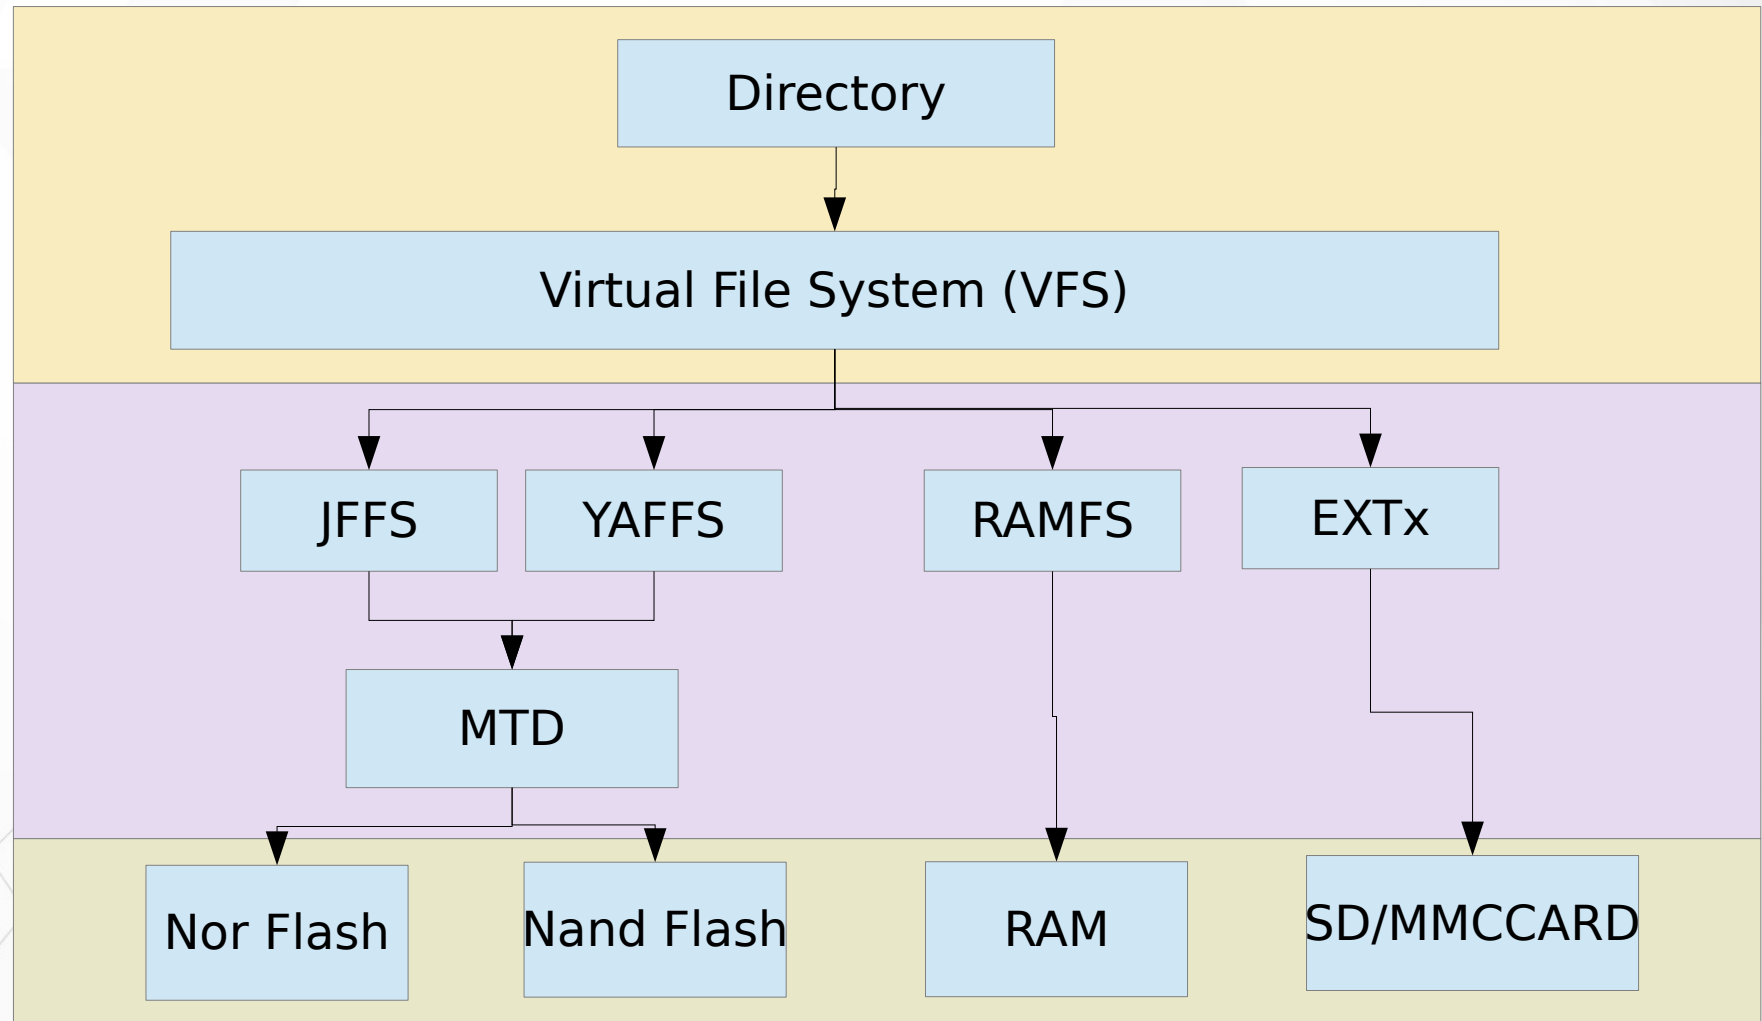 Directory
Virtual File System (VFS)
JFFS
YAFFS
RAMFS
EXTx
MTD
Nor Flash
Nand Flash
RAM
SD/MMCCARD